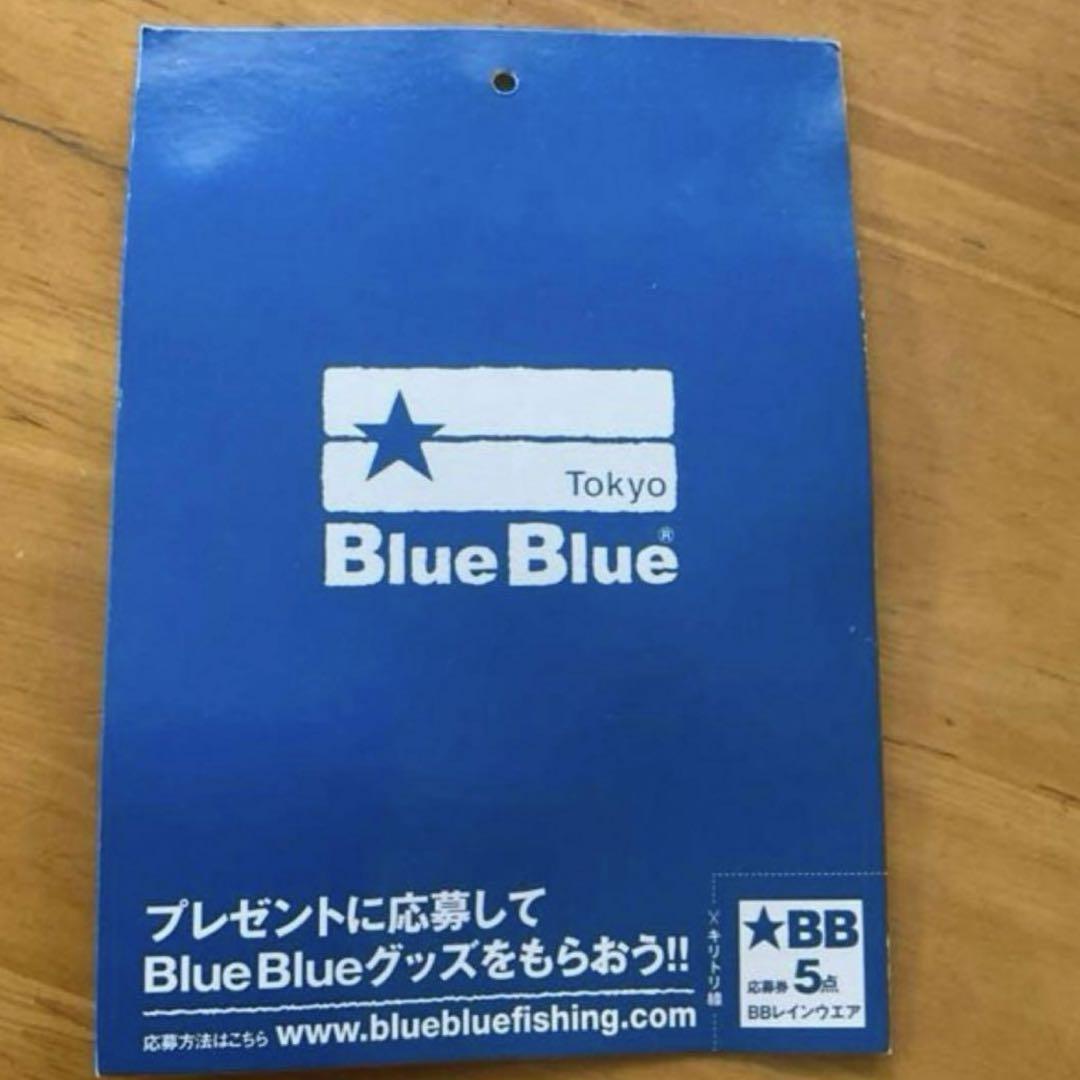 Tokyo
BlueBlue®
プレゼントに応募して
BlueBlueグッズをもらおう!!
応募方法はこちら www.bluebluefishing.com
キリトリ線
★BB
応募券 5点
BBレインウエア